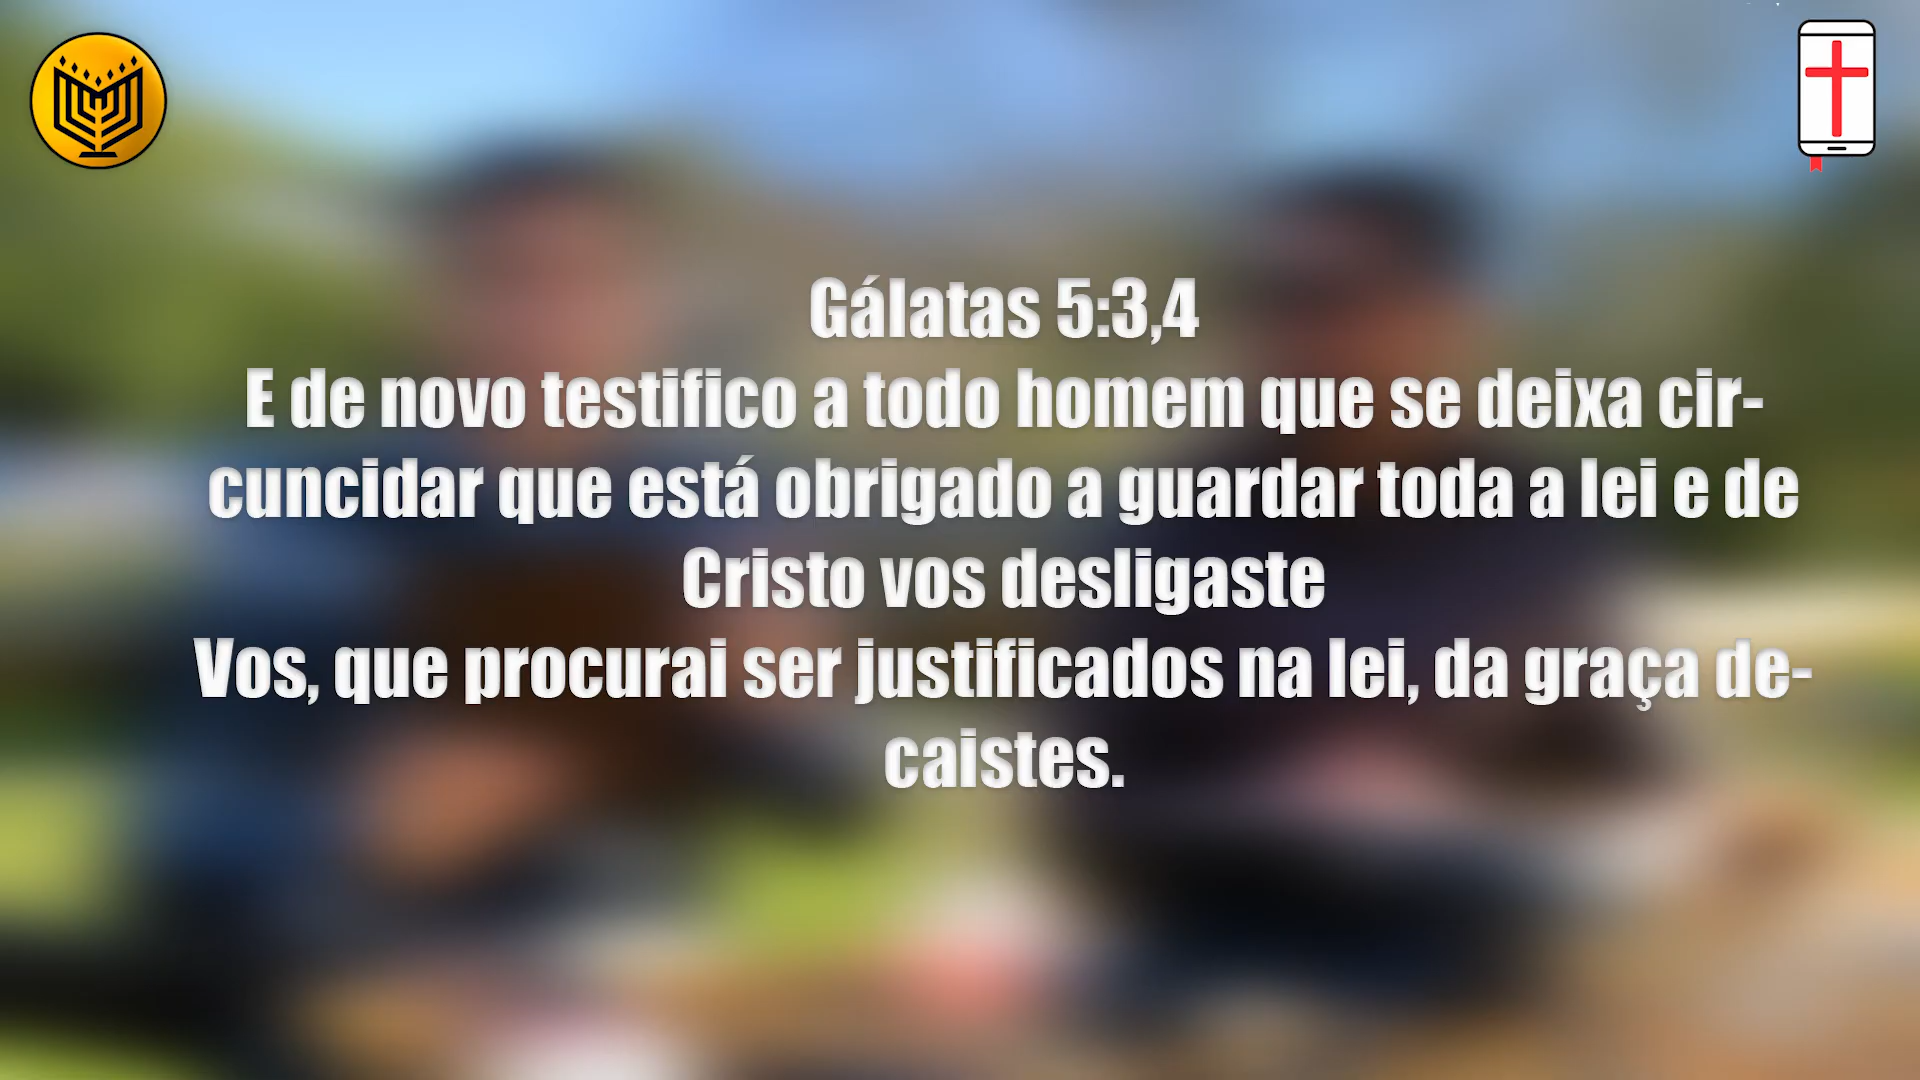 Gálatas 5:3,4
E de novo testifico a todo homem que se deixa cir-
cuncidar que está obrigado a guardar toda a lei e de
Cristo vos desligaste
Vos, que procurai ser justificados na lei, da graça de-
caistes.